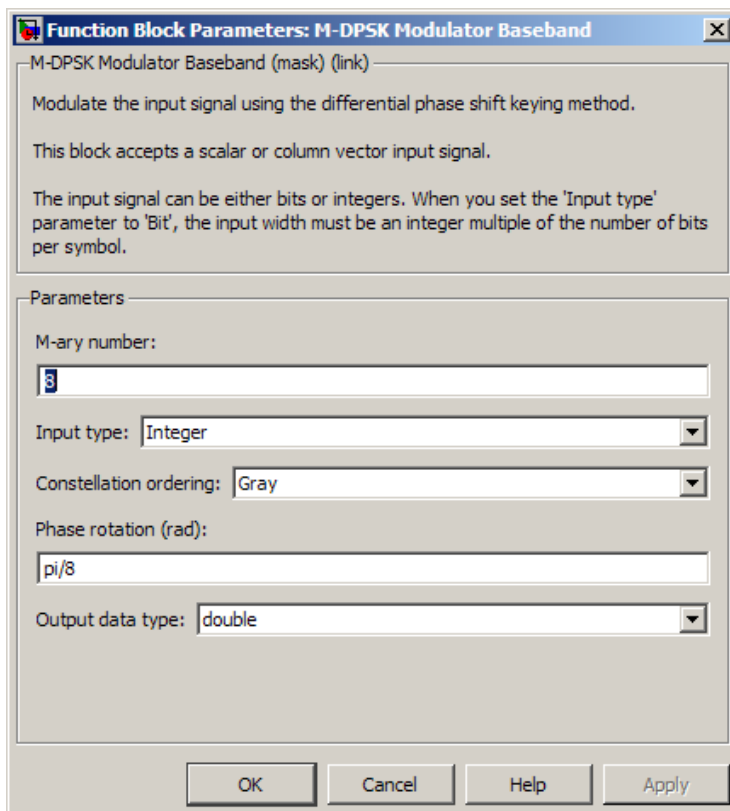 Function Block Parameters: M-DPSK Modulator Baseband
M-DPSK Modulator Baseband (mask) (link)
Modulate the input signal using the differential phase shift keying method.
This block accepts a scalar or column vector input signal.
The input signal can be either bits or integers. When you set the 'Input type'
parameter to 'Bit', the input width must be an integer multiple of the number of bits
per symbol.
Parameters
M-ary number:
8
Input type: Integer
Constellation ordering: Gray
Phase rotation (rad):
pi/8
Output data type: double
OK Cancel Help Apply